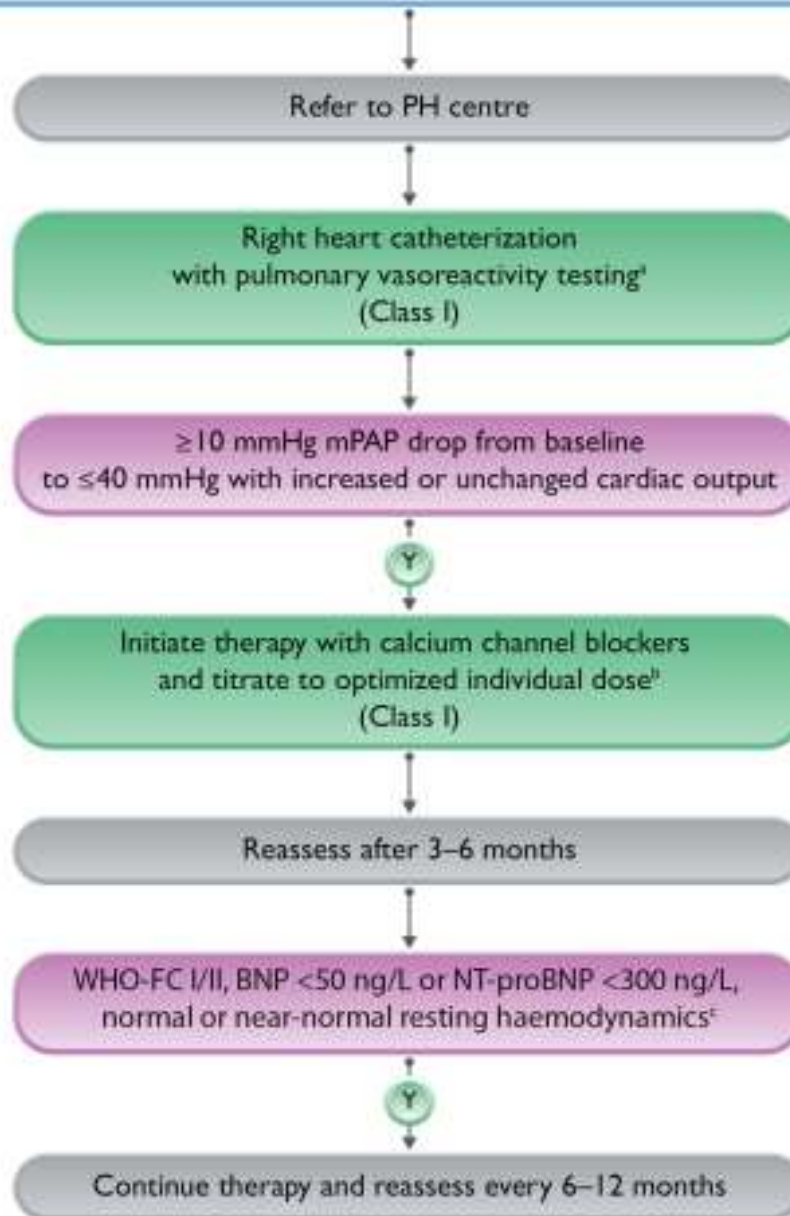 Refer to PH centre
Right heart catheterization
with pulmonary vasoreactivity testingᵃ
(Class I)
≥10 mmHg mPAP drop from baseline
to ≤40 mmHg with increased or unchanged cardiac output
Y
Initiate therapy with calcium channel blockers
and titrate to optimized individual doseᵇ
(Class I)
Reassess after 3–6 months
WHO-FC I/II, BNP <50 ng/L or NT-proBNP <300 ng/L,
normal or near-normal resting haemodynamicsᶜ
Y
Continue therapy and reassess every 6–12 months